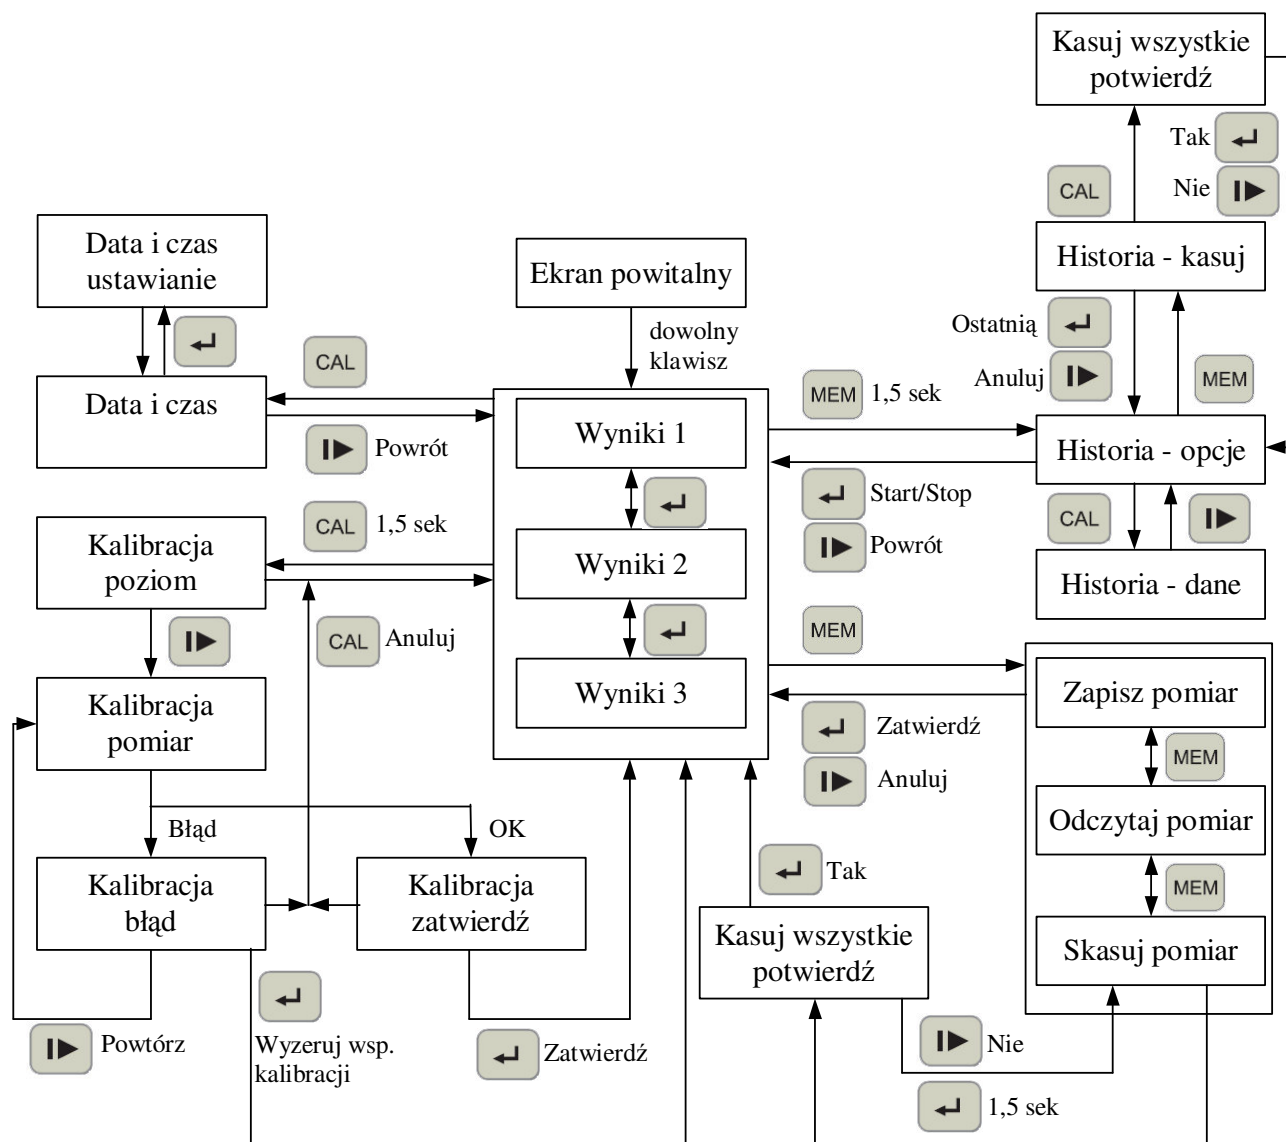 Kasuj wszystkie
potwierdź
Tak
CAL
Nie
Data i czas
ustawianie
Ekran powitalny
Historia - kasuj
dowolny
klawisz
Ostatnią
CAL
Anuluj
MEM
Data i czas
MEM 1,5 sek
Wyniki 1
Historia - opcje
Powrót
Start/Stop
CAL 1,5 sek
CAL
Powrót
Kalibracja
poziom
Wyniki 2
Historia - dane
CAL Anuluj
MEM
Wyniki 3
Zapisz pomiar
Kalibracja
pomiar
Zatwierdź
MEM
Anuluj
Odczytaj pomiar
Błąd
OK
Tak
MEM
Kalibracja
błąd
Kalibracja
zatwierdź
Kasuj wszystkie
potwierdź
Skasuj pomiar
Powtórz
Wyzeruj wsp.
kalibracji
Zatwierdź
Nie
1,5 sek